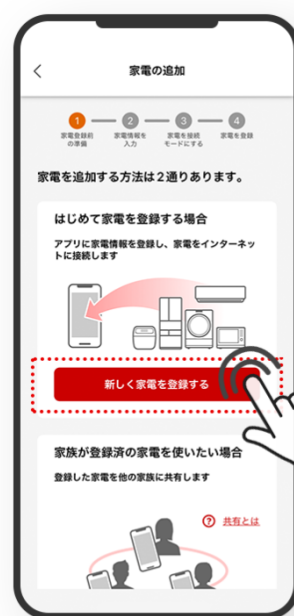 家電の追加
1
2
3
4
家電登録前
の準備
家電情報を
入力
家電を接続
モードにする
家電を登録
家電を追加する方法は2通りあります。
はじめて家電を登録する場合
アプリに家電情報を登録し、家電をインターネッ
トに接続します
新しく家電を登録する
家族が登録済の家電を使いたい場合
登録した家電を他の家族に共有します
? 共有とは